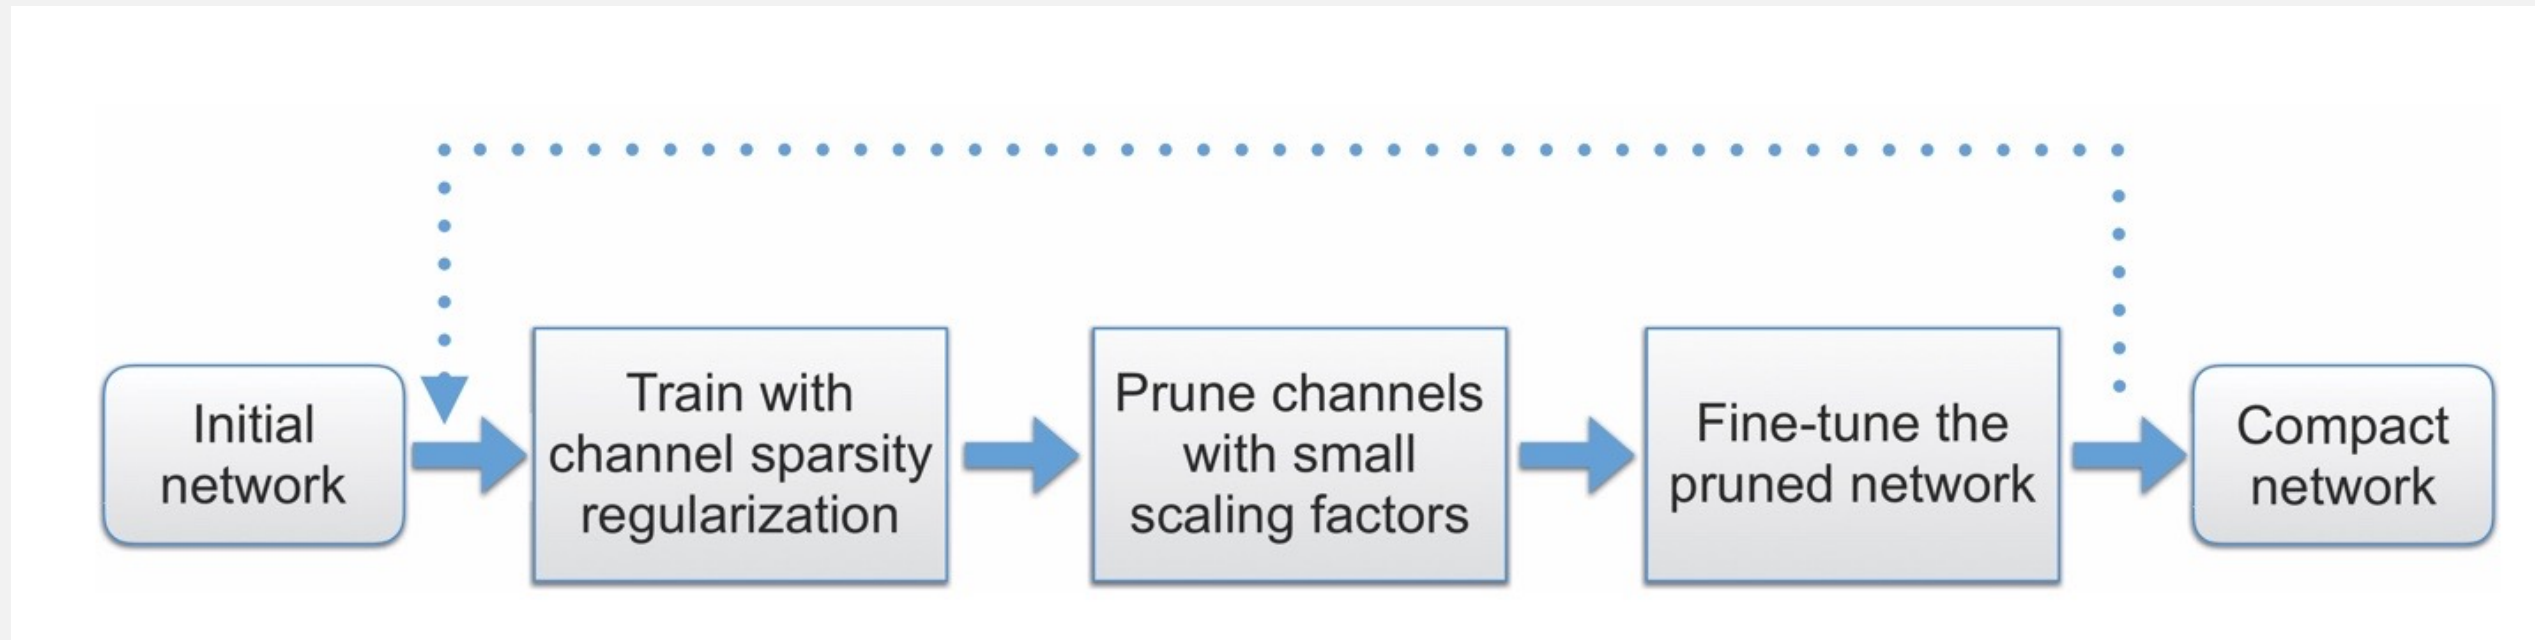 Initial
network
Train with
channel sparsity
regularization
Prune channels
with small
scaling factors
Fine-tune the
pruned network
Compact
network